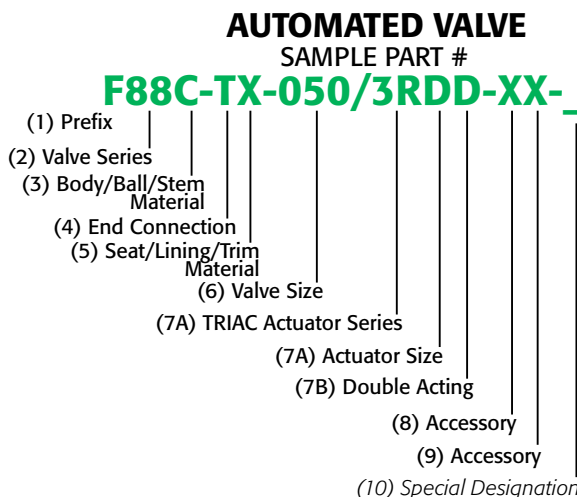 AUTOMATED VALVE
SAMPLE PART #
F88C-TX-050/3RDD-XX-_
(1) Prefix
(2) Valve Series
(3) Body/Ball/Stem
Material
(4) End Connection
(5) Seat/Lining/Trim
Material
(6) Valve Size
(7A) TRIAC Actuator Series
(7A) Actuator Size
(7B) Double Acting
(8) Accessory
(9) Accessory
(10) Special Designation